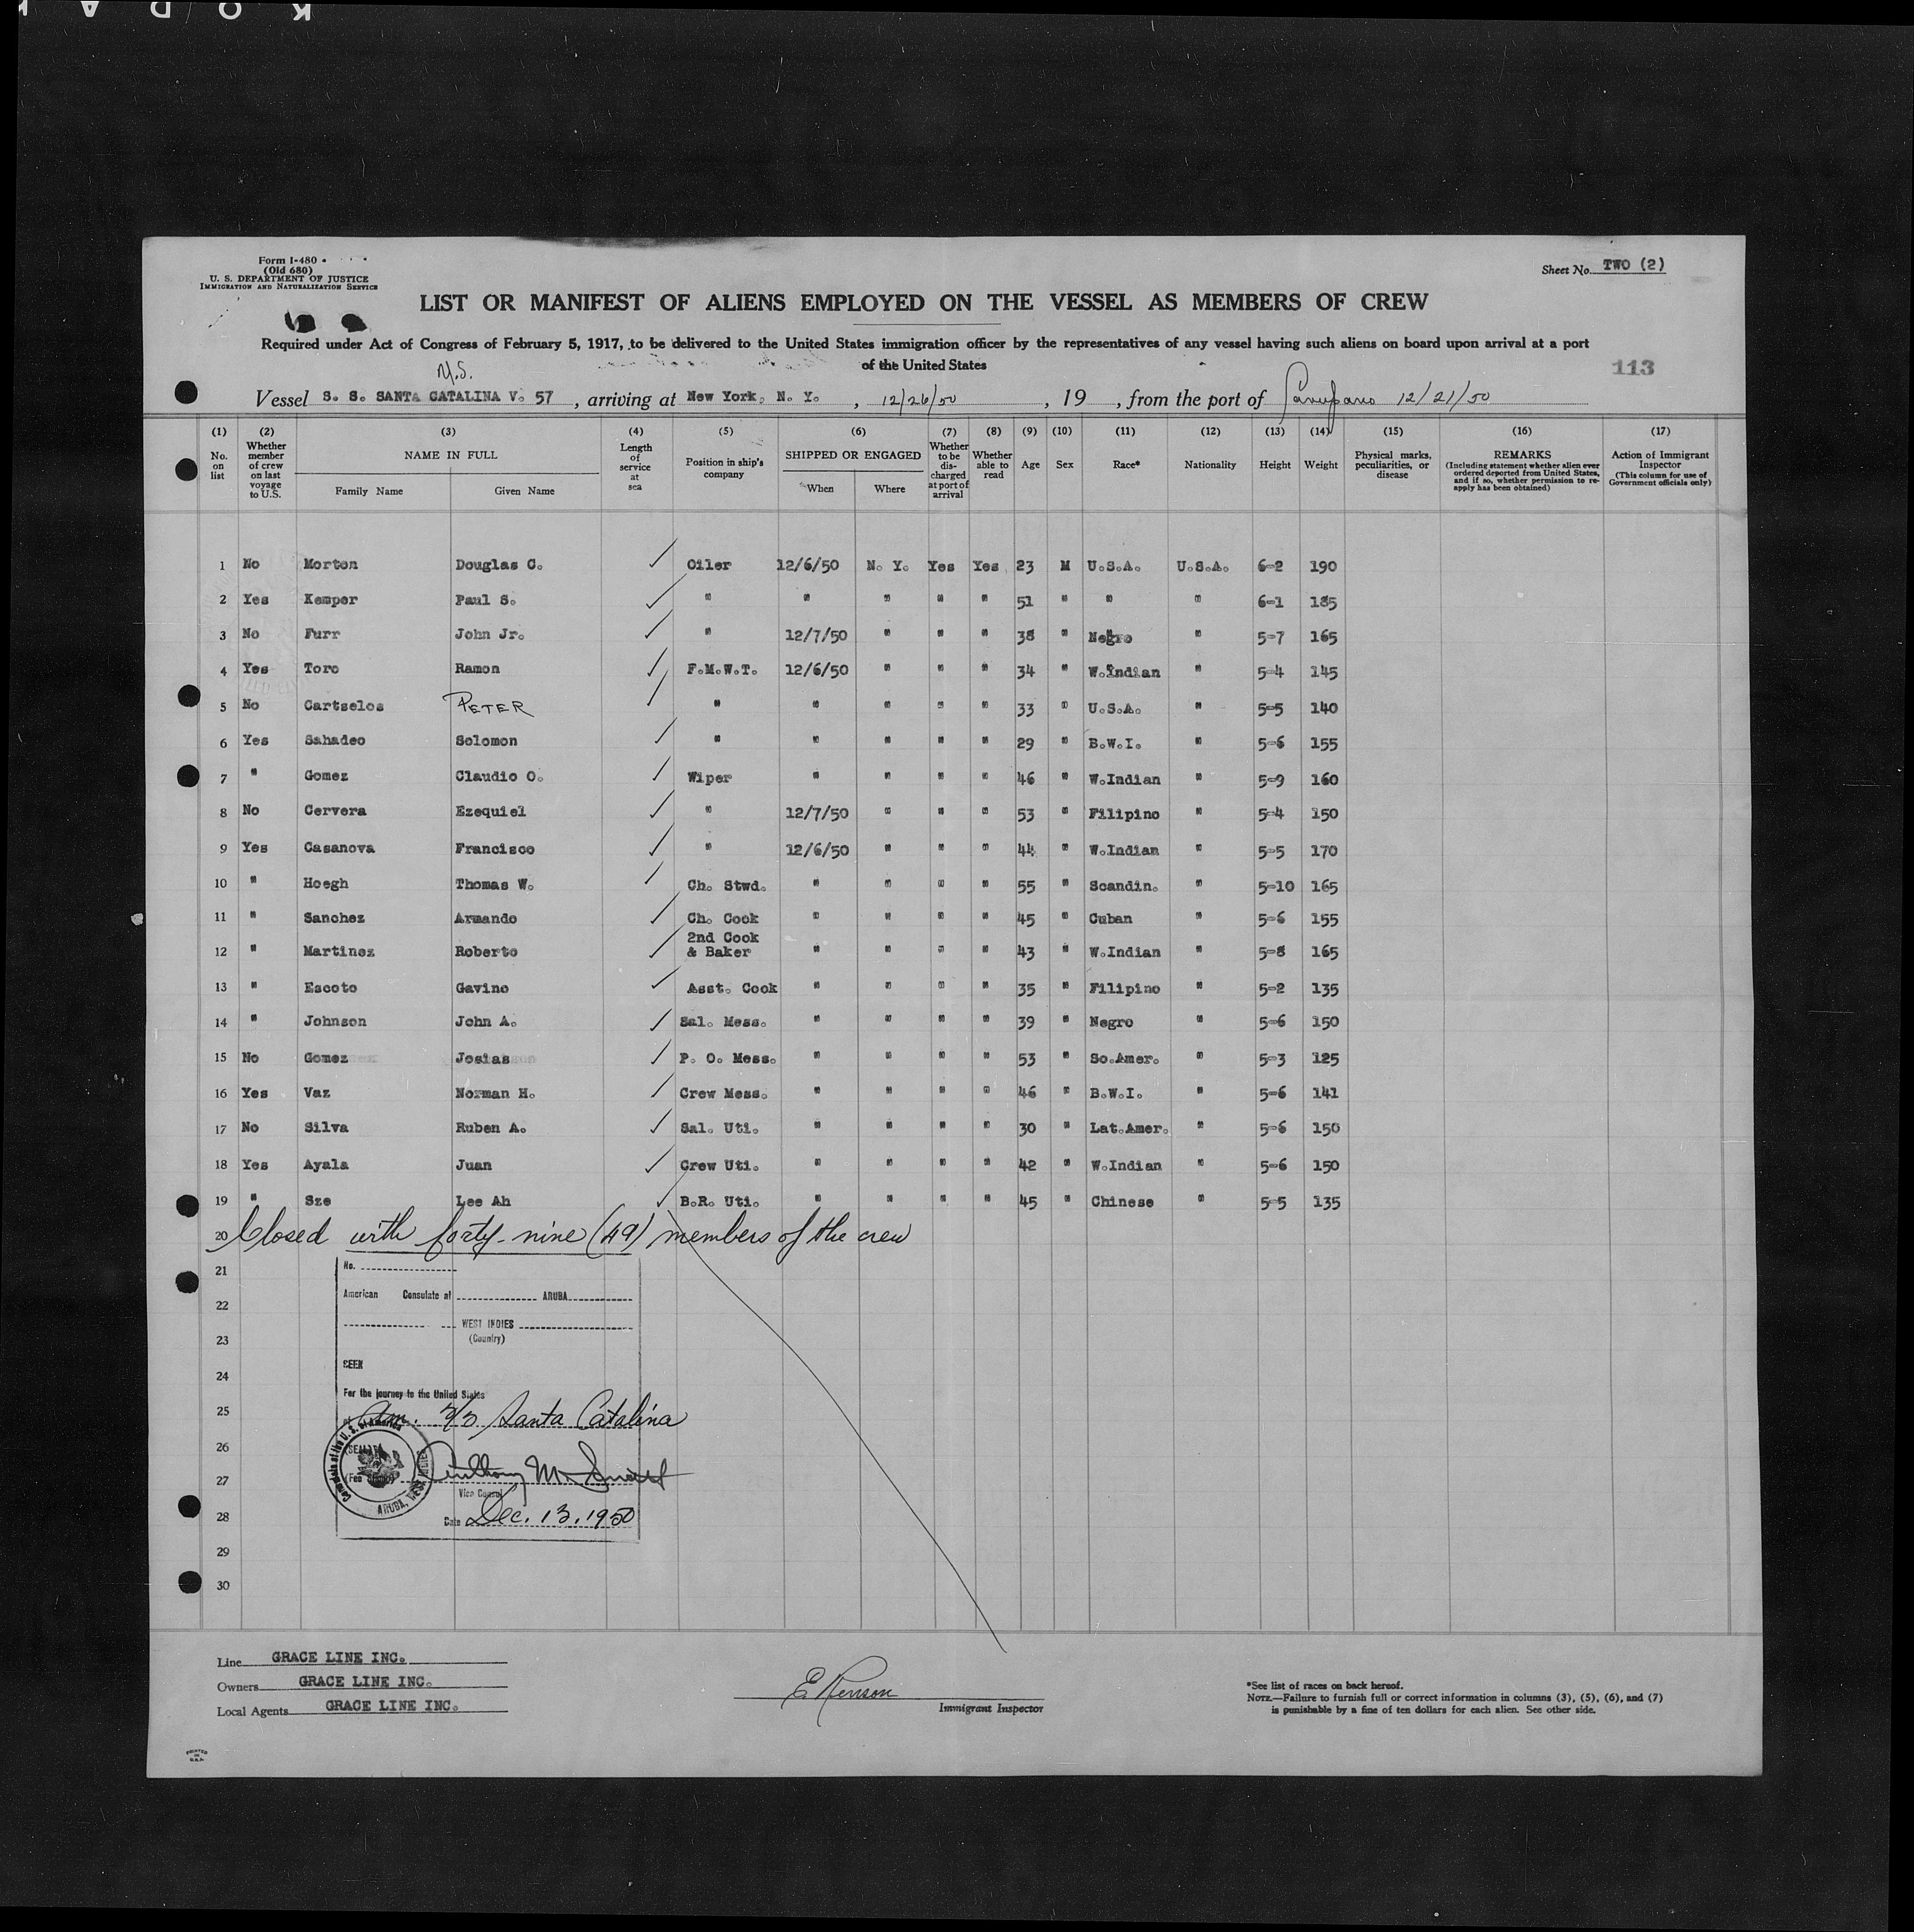 KODAK
Form I-480
(Old 680)
U. S. DEPARTMENT OF JUSTICE
IMMIGRATION AND NATURALIZATION SERVICE
Sheet No. TWO (2)
LIST OR MANIFEST OF ALIENS EMPLOYED ON THE VESSEL AS MEMBERS OF CREW
Required under Act of Congress of February 5, 1917, to be delivered to the United States immigration officer by the representatives of any vessel having such aliens on board upon arrival at a port
of the United States
113
Vessel S. S. SANTA CATALINA V. 57, arriving at New York, N. Y., 12/26/50, 19 , from the port of Carupano 12/21/50
(1) No. on list (2) Whether member of crew on last voyage to U.S. (3) NAME IN FULL Family Name Given Name (4) Length of service at sea (5) Position in ship's company (6) SHIPPED OR ENGAGED When Where (7) Whether to be discharged at port of arrival (8) Whether able to read (9) Age (10) Sex (11) Race* (12) Nationality (13) Height (14) Weight (15) Physical marks, peculiarities, or disease (16) REMARKS (Including statement whether alien ever ordered deported from United States, and if so, whether permission to reapply has been obtained) (17) Action of Immigrant Inspector (This column for use of Government officials only)
1 No Morton Douglas C. ✓ Oiler 12/6/50 N. Y. Yes Yes 23 M U.S.A. U.S.A. 6-2 190
2 Yes Kemper Paul S. ✓ " " " " " 51 " " " 6-1 185
3 No Furr John Jr. ✓ " 12/7/50 " " " 38 " Negro " 5-7 165
4 Yes Toro Ramon ✓ F.M.W.T. 12/6/50 " " " 34 " W.Indian " 5-4 145
5 No Cartselos PETER ✓ " " " " " 33 " U.S.A. " 5-5 140
6 Yes Sahadeo Solomon ✓ " " " " " 29 " B.W.I. " 5-6 155
7 " Gomez Claudio O. ✓ Wiper " " " " 46 " W.Indian " 5-9 160
8 No Cervera Ezequiel ✓ " 12/7/50 " " " 53 " Filipino " 5-4 150
9 Yes Casanova Francisco ✓ " 12/6/50 " " " 44 " W.Indian " 5-5 170
10 " Hoegh Thomas W. ✓ Ch. Stwd. " " " " 55 " Scandin. " 5-10 165
11 " Sanchez Armando ✓ Ch. Cook " " " " 45 " Cuban " 5-6 155
12 " Martinez Roberto ✓ 2nd Cook & Baker " " " " 43 " W.Indian " 5-8 165
13 " Escoto Gavino ✓ Asst. Cook " " " " 35 " Filipino " 5-2 135
14 " Johnson John A. ✓ Sal. Mess. " " " " 39 " Negro " 5-6 150
15 No Gomez Josias ✓ P. O. Mess. " " " " 53 " So.Amer. " 5-3 125
16 Yes Vaz Norman H. ✓ Crew Mess. " " " " 46 " B.W.I. " 5-6 141
17 No Silva Ruben A. ✓ Sal. Uti. " " " " 30 " Lat.Amer. " 5-6 150
18 Yes Ayala Juan ✓ Crew Uti. " " " " 42 " W.Indian " 5-6 150
19 " Sze Lee Ah ✓ B.R. Uti. " " " " 45 " Chinese " 5-5 135
20 Closed with forty-nine (49) members of the crew
21
22
23
24
25
26
27
28
29
30
No.
American Consulate at ARUBA
WEST INDIES
(Country)
SEEN
For the journey to the United States
of Am. S/S Santa Catalina
(SEAL)
Consulate of the U. S. of America
ARUBA, WEST INDIES
Anthony M.
Vice Consul
Date Dec. 13, 1950
Line GRACE LINE INC.
Owners GRACE LINE INC.
Local Agents GRACE LINE INC.
E Renson
Immigrant Inspector
*See list of races on back hereof.
NOTE.—Failure to furnish full or correct information in columns (3), (5), (6), and (7)
is punishable by a fine of ten dollars for each alien. See other side.
PRINTED IN U.S.A.